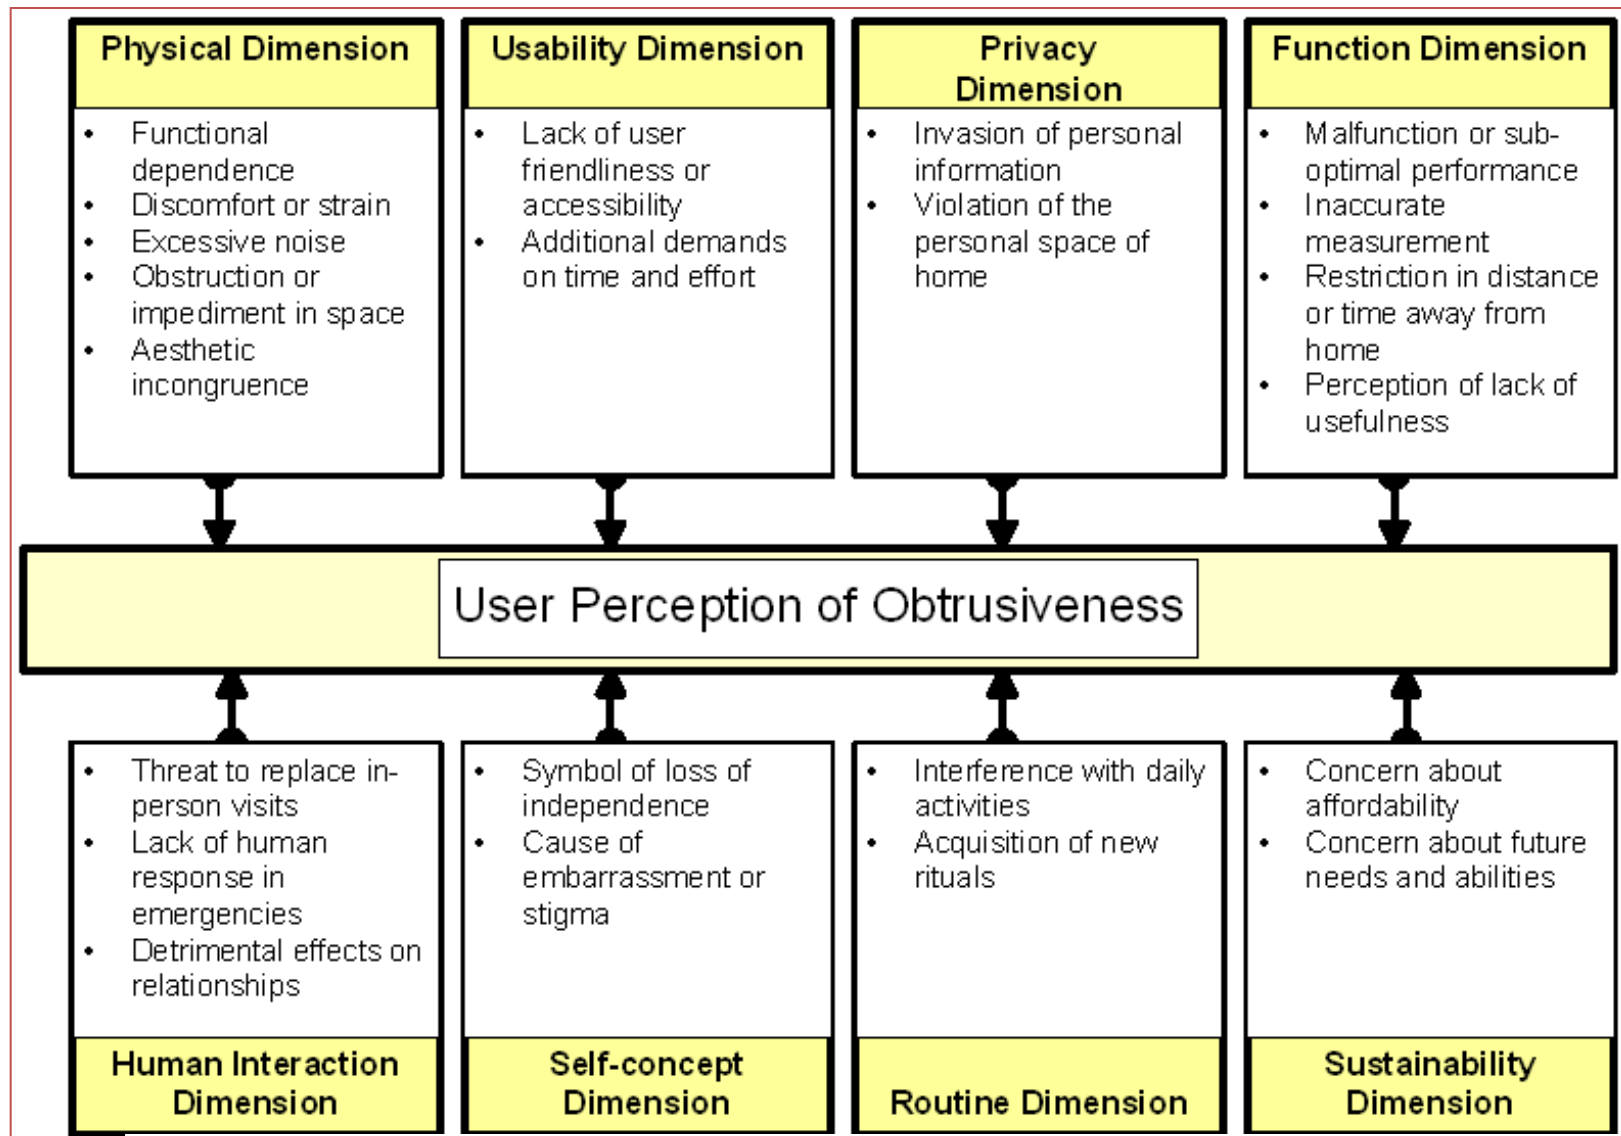 Physical Dimension
• Functional
dependence
• Discomfort or strain
• Excessive noise
• Obstruction or
impediment in space
• Aesthetic
incongruence
Usability Dimension
• Lack of user
friendliness or
accessibility
• Additional demands
on time and effort
Privacy
Dimension
• Invasion of personal
information
• Violation of the
personal space of
home
Function Dimension
• Malfunction or sub-
optimal performance
• Inaccurate
measurement
• Restriction in distance
or time away from
home
• Perception of lack of
usefulness
User Perception of Obtrusiveness
• Threat to replace in-
person visits
• Lack of human
response in
emergencies
• Detrimental effects on
relationships
Human Interaction
Dimension
• Symbol of loss of
independence
• Cause of
embarrassment or
stigma
Self-concept
Dimension
• Interference with daily
activities
• Acquisition of new
rituals
Routine Dimension
• Concern about
affordability
• Concern about future
needs and abilities
Sustainability
Dimension